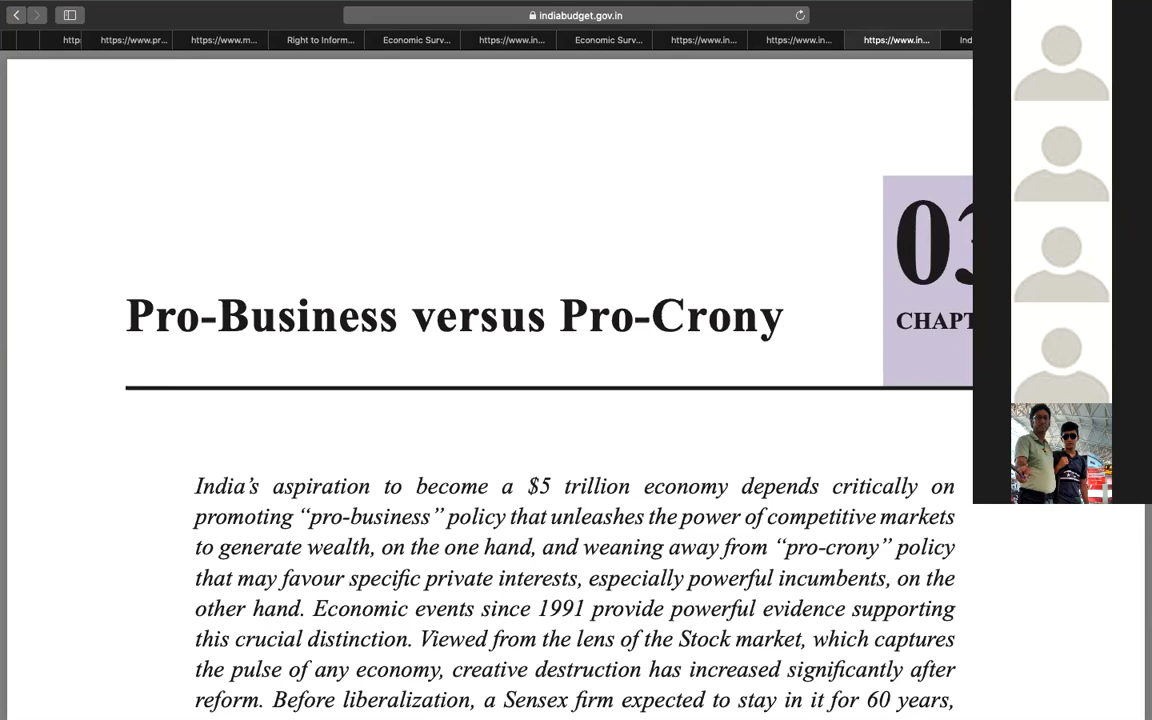 indiabudget.gov.in
http
https://www.pr...
https://www.m...
Right to Inform...
Economic Surv...
https://www.in...
Economic Surv...
https://www.in...
https://www.in...
https://www.in...
Ind
03
CHAPT
Pro-Business versus Pro-Crony
India's aspiration to become a $5 trillion economy depends critically on
promoting “pro-business” policy that unleashes the power of competitive markets
to generate wealth, on the one hand, and weaning away from “pro-crony” policy
that may favour specific private interests, especially powerful incumbents, on the
other hand. Economic events since 1991 provide powerful evidence supporting
this crucial distinction. Viewed from the lens of the Stock market, which captures
the pulse of any economy, creative destruction has increased significantly after
reform. Before liberalization, a Sensex firm expected to stay in it for 60 years,